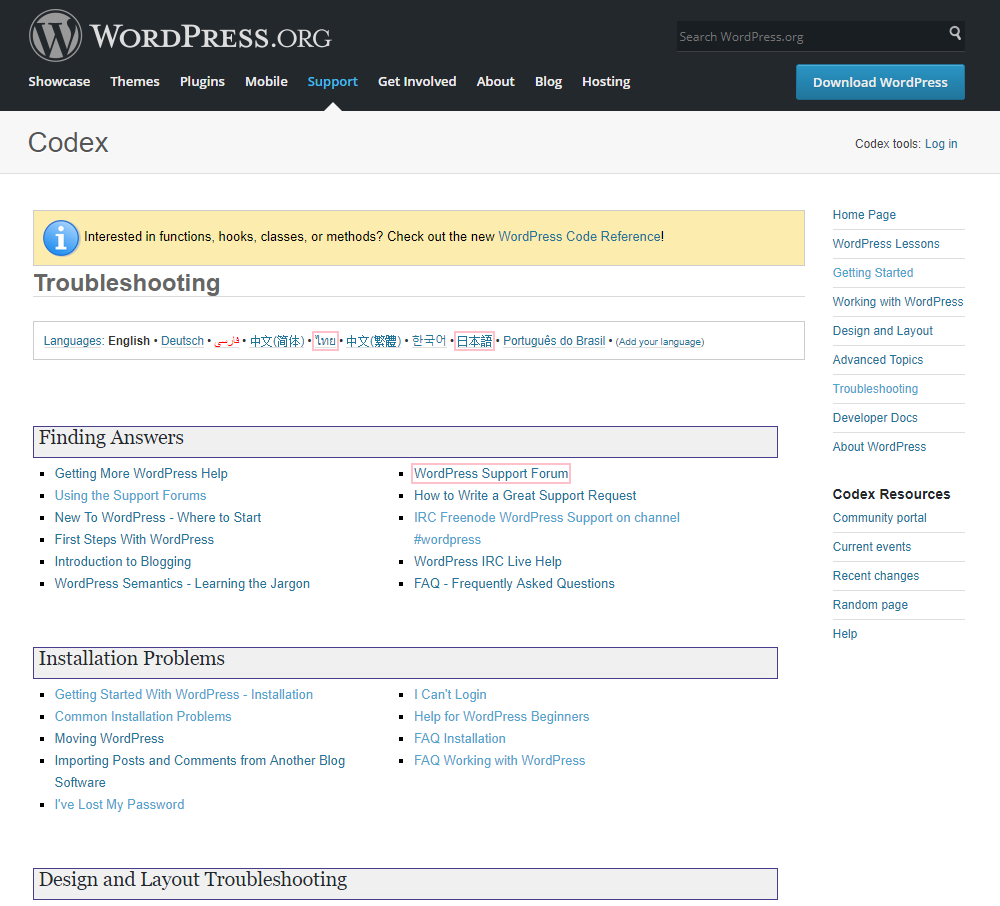 WORDPRESS.ORG
Search WordPress.org
Showcase Themes Plugins Mobile Support Get Involved About Blog Hosting
Download WordPress
Codex
Codex tools: Log in
Interested in functions, hooks, classes, or methods? Check out the new WordPress Code Reference!
Troubleshooting
Languages: English • Deutsch • فارسی • 中文(简体) • ไทย • 中文(繁體) • 한국어 • 日本語 • Português do Brasil • (Add your language)
Finding Answers
Getting More WordPress Help
Using the Support Forums
New To WordPress - Where to Start
First Steps With WordPress
Introduction to Blogging
WordPress Semantics - Learning the Jargon
WordPress Support Forum
How to Write a Great Support Request
IRC Freenode WordPress Support on channel
#wordpress
WordPress IRC Live Help
FAQ - Frequently Asked Questions
Installation Problems
Getting Started With WordPress - Installation
Common Installation Problems
Moving WordPress
Importing Posts and Comments from Another Blog
Software
I've Lost My Password
I Can't Login
Help for WordPress Beginners
FAQ Installation
FAQ Working with WordPress
Design and Layout Troubleshooting
Home Page
WordPress Lessons
Getting Started
Working with WordPress
Design and Layout
Advanced Topics
Troubleshooting
Developer Docs
About WordPress
Codex Resources
Community portal
Current events
Recent changes
Random page
Help